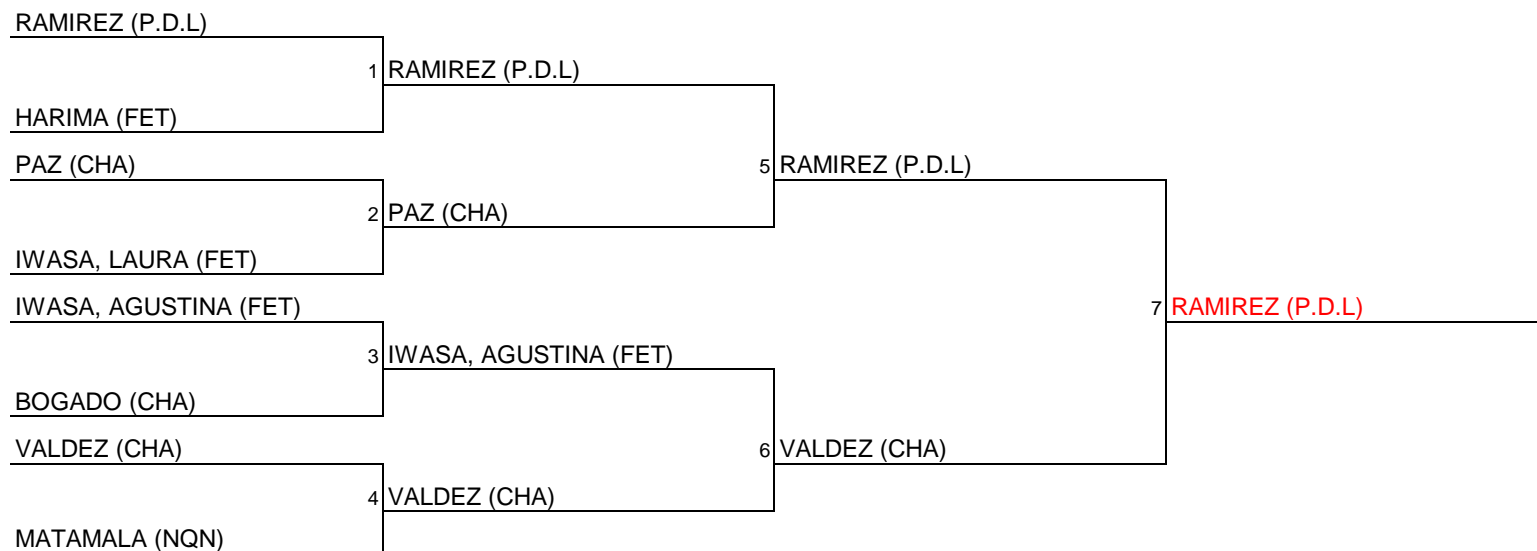 RAMIREZ (P.D.L)
1 RAMIREZ (P.D.L)
HARIMA (FET)
PAZ (CHA)
5 RAMIREZ (P.D.L)
2 PAZ (CHA)
IWASA, LAURA (FET)
IWASA, AGUSTINA (FET)
7 RAMIREZ (P.D.L)
3 IWASA, AGUSTINA (FET)
BOGADO (CHA)
VALDEZ (CHA)
6 VALDEZ (CHA)
4 VALDEZ (CHA)
MATAMALA (NQN)